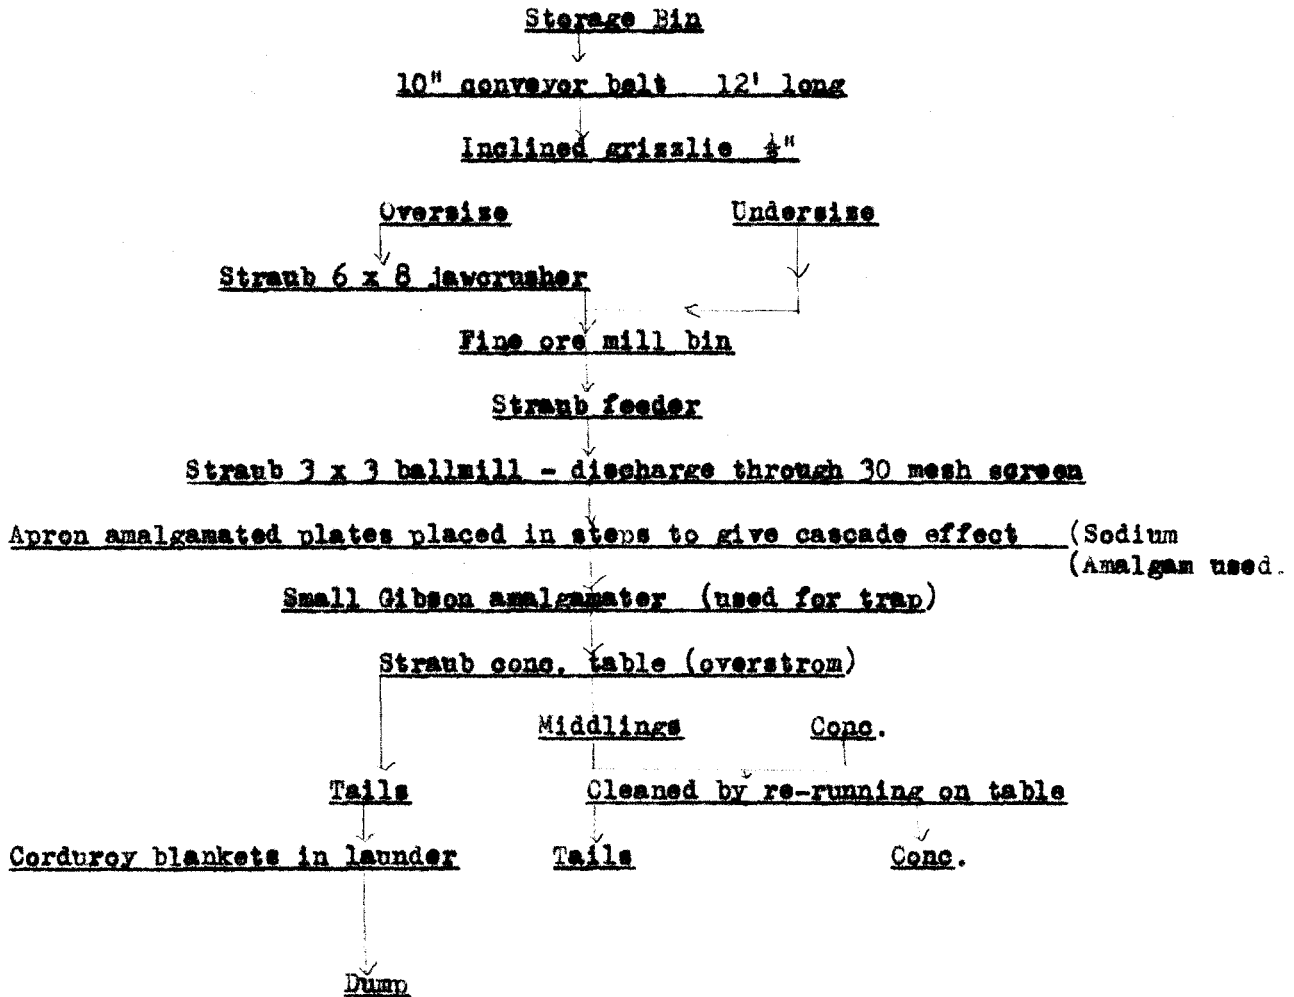 Storage Bin
10" conveyor belt 12' long
Inclined grizzlie ½"
Oversize Undersize
Straub 6 x 8 jawcrusher
Fine ore mill bin
Straub feeder
Straub 3 x 3 ballmill - discharge through 30 mesh screen
Apron amalgamated plates placed in steps to give cascade effect (Sodium
(Amalgam used.
Small Gibson amalgamater (used for trap)
Straub conc. table (overstrom)
Middlings Conc.
Tails Cleaned by re-running on table
Corduroy blankets in launder Tails Conc.
Dump